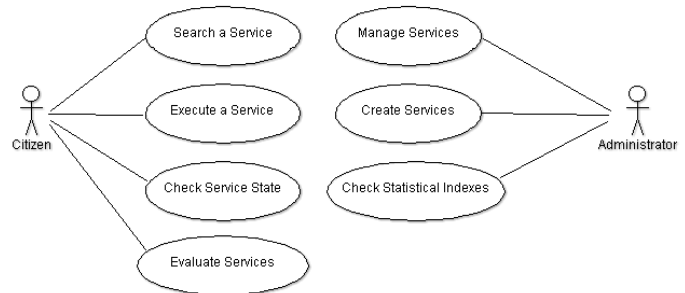 Search a Service
Manage Services
Execute a Service
Create Services
Citizen
Administrator
Check Service State
Check Statistical Indexes
Evaluate Services